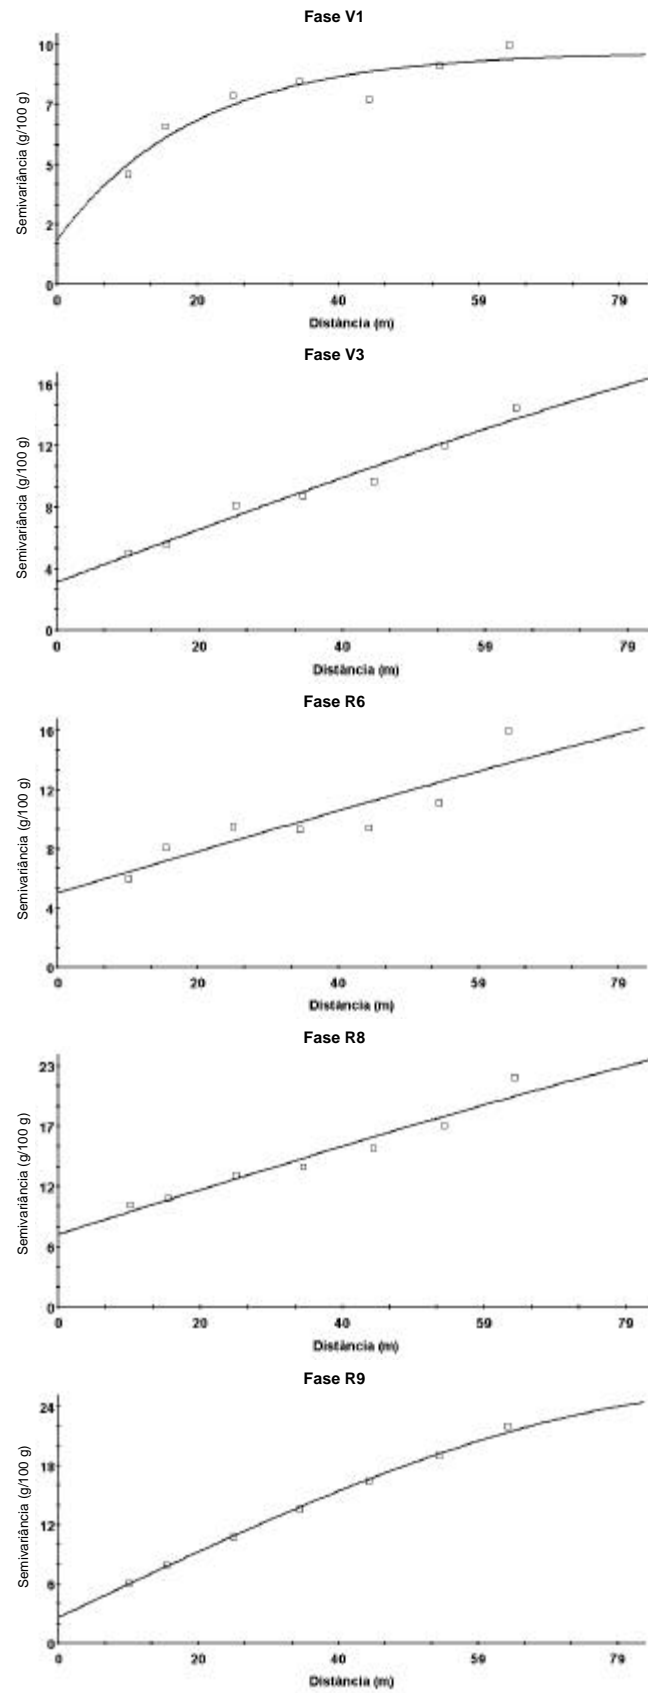 Fase V1
Semivariância (g/100 g)
10
7
5
2
0
0 20 40 59 79
Distância (m)
Fase V3
Semivariância (g/100 g)
16
12
8
4
0
0 20 40 59 79
Distância (m)
Fase R6
Semivariância (g/100 g)
16
12
8
4
0
0 20 40 59 79
Distância (m)
Fase R8
Semivariância (g/100 g)
23
17
12
6
0
0 20 40 59 79
Distância (m)
Fase R9
Semivariância (g/100 g)
24
18
12
6
0
0 20 40 59 79
Distância (m)